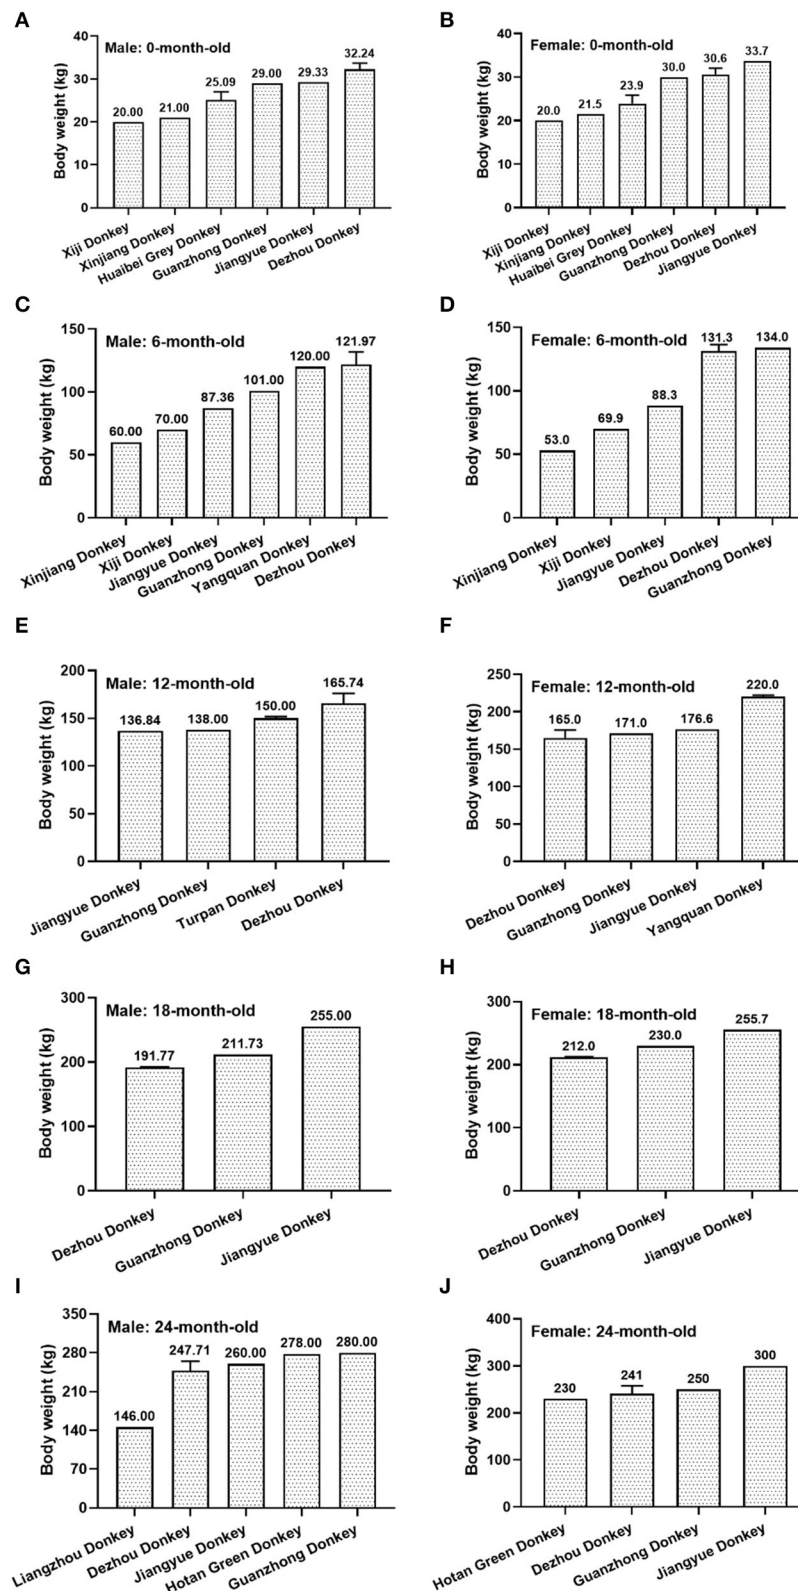 A
Male: 0-month-old
Body weight (kg)
40
30
20
10
0
20.00
21.00
25.09
29.00
29.33
32.24
Xiji Donkey
Xinjiang Donkey
Huaibei Grey Donkey
Guanzhong Donkey
Jiangyue Donkey
Dezhou Donkey
B
Female: 0-month-old
Body weight (kg)
40
30
20
10
0
20.0
21.5
23.9
30.0
30.6
33.7
Xiji Donkey
Xinjiang Donkey
Huaibei Grey Donkey
Guanzhong Donkey
Dezhou Donkey
Jiangyue Donkey
C
Male: 6-month-old
Body weight (kg)
150
100
50
0
60.00
70.00
87.36
101.00
120.00
121.97
Xinjiang Donkey
Xiji Donkey
Jiangyue Donkey
Guanzhong Donkey
Yangquan Donkey
Dezhou Donkey
D
Female: 6-month-old
Body weight (kg)
150
100
50
0
53.0
69.9
88.3
131.3
134.0
Xinjiang Donkey
Xiji Donkey
Jiangyue Donkey
Dezhou Donkey
Guanzhong Donkey
E
Male: 12-month-old
Body weight (kg)
200
150
100
50
0
136.84
138.00
150.00
165.74
Jiangyue Donkey
Guanzhong Donkey
Turpan Donkey
Dezhou Donkey
F
Female: 12-month-old
Body weight (kg)
250
200
150
100
50
0
165.0
171.0
176.6
220.0
Dezhou Donkey
Guanzhong Donkey
Jiangyue Donkey
Yangquan Donkey
G
Male: 18-month-old
Body weight (kg)
300
200
100
0
191.77
211.73
255.00
Dezhou Donkey
Guanzhong Donkey
Jiangyue Donkey
H
Female: 18-month-old
Body weight (kg)
300
200
100
0
212.0
230.0
255.7
Dezhou Donkey
Guanzhong Donkey
Jiangyue Donkey
I
Male: 24-month-old
Body weight (kg)
350
280
210
140
70
0
146.00
247.71
260.00
278.00
280.00
Liangzhou Donkey
Dezhou Donkey
Jiangyue Donkey
Hotan Green Donkey
Guanzhong Donkey
J
Female: 24-month-old
Body weight (kg)
400
300
200
100
0
230
241
250
300
Hotan Green Donkey
Dezhou Donkey
Guanzhong Donkey
Jiangyue Donkey